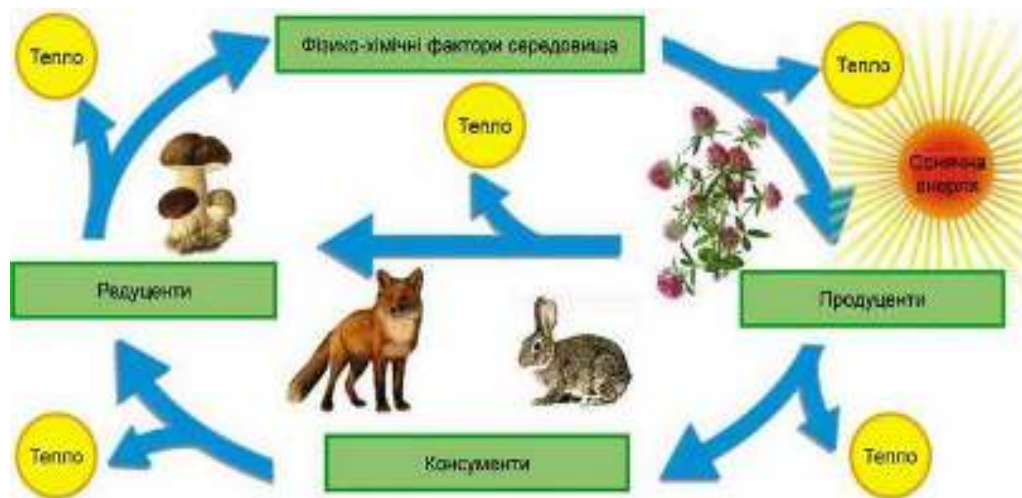 Тепло
Фізико-хімічні фактори середовища
Тепло
Тепло
Сонячна
енергія
Редуценти
Продуценти
Тепло
Консументи
Тепло